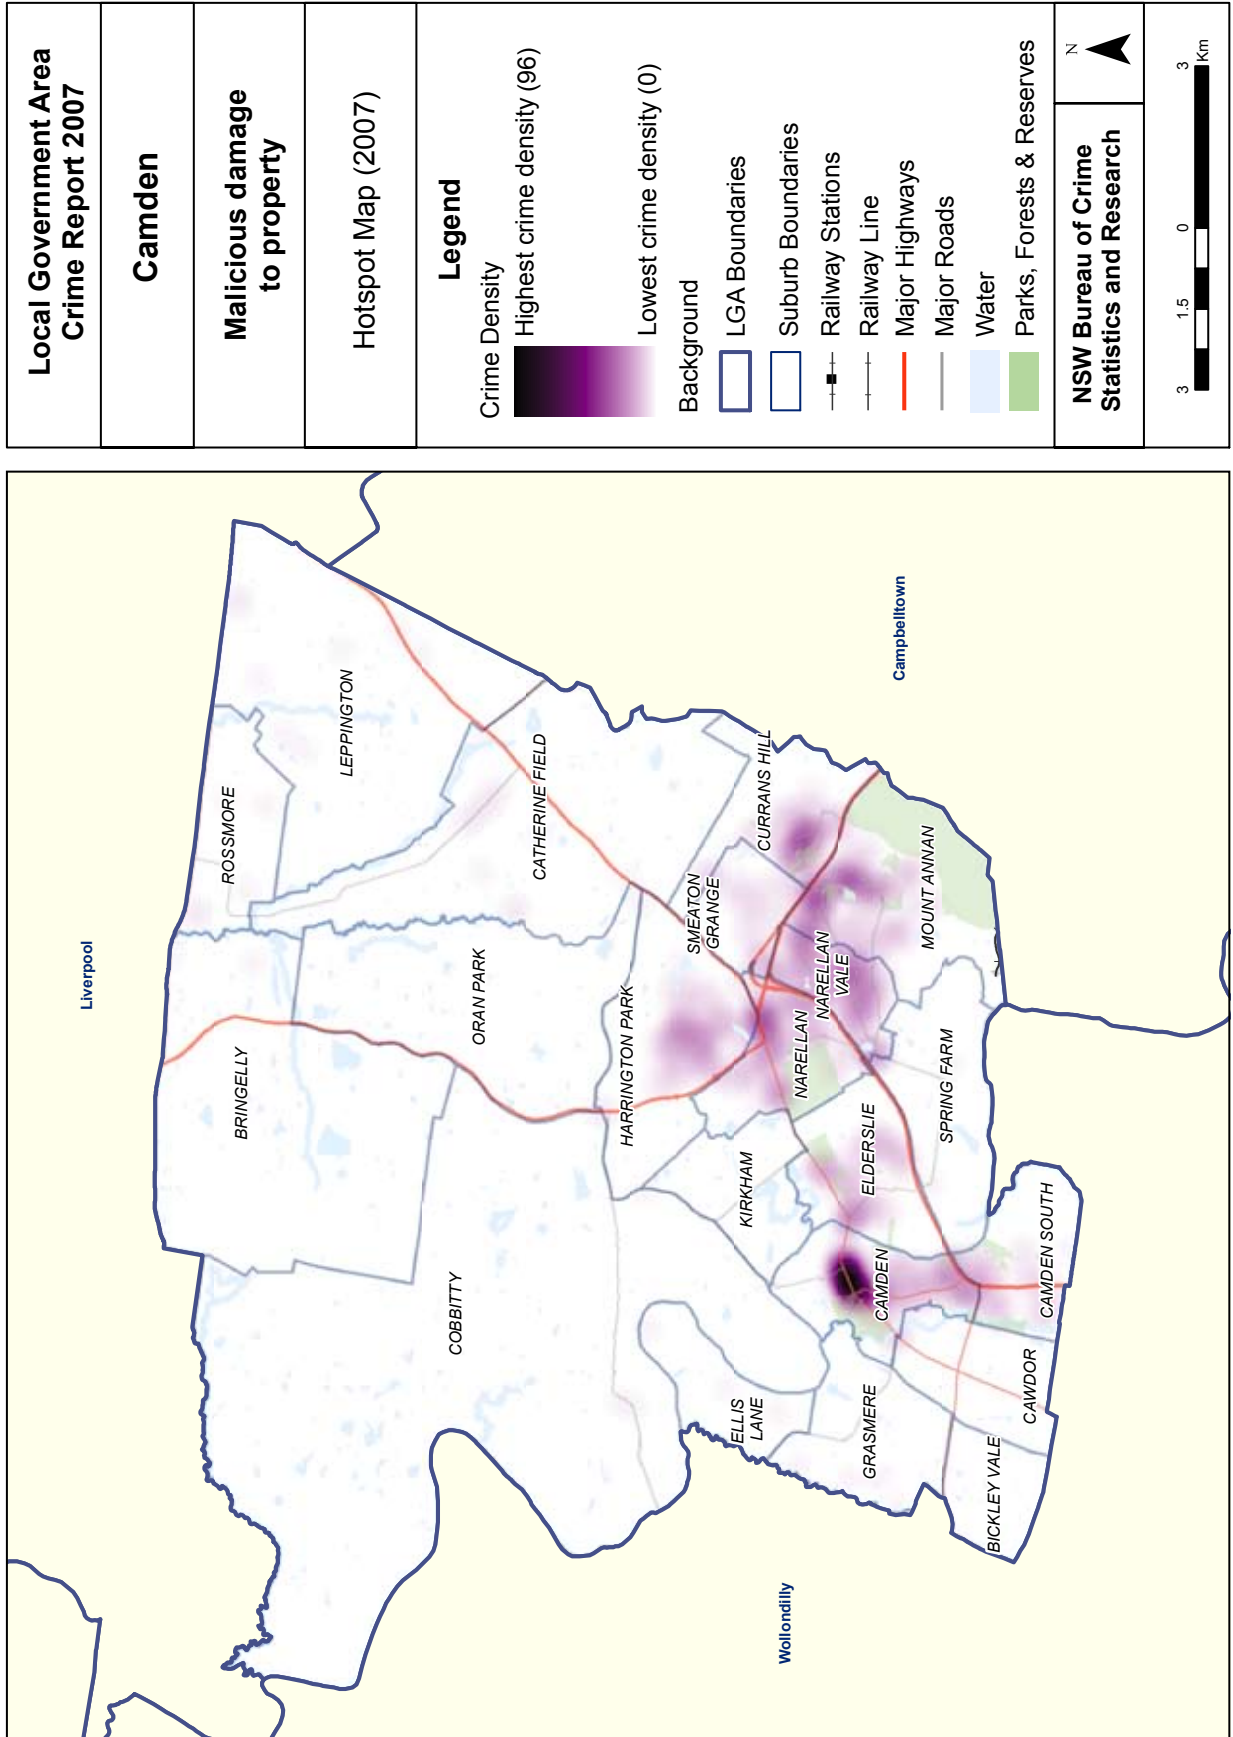 Local Government Area
Crime Report 2007
Camden
Malicious damage
to property
Hotspot Map (2007)
Legend
Crime Density
Highest crime density (96)
Lowest crime density (0)
Background
LGA Boundaries
Suburb Boundaries
Railway Stations
Railway Line
Major Highways
Major Roads
Water
Parks, Forests & Reserves
NSW Bureau of Crime
Statistics and Research
N
3
1.5
0
3
Km
Liverpool
Campbelltown
Wollondilly
ROSSMORE
LEPPINGTON
BRINGELLY
CATHERINE FIELD
ORAN PARK
COBBITTY
HARRINGTON PARK
SMEATON
GRANGE
CURRANS HILL
KIRKHAM
NARELLAN
NARELLAN
VALE
MOUNT ANNAN
ELLIS
LANE
ELDERSLIE
SPRING FARM
GRASMERE
CAMDEN
CAMDEN SOUTH
CAWDOR
BICKLEY VALE